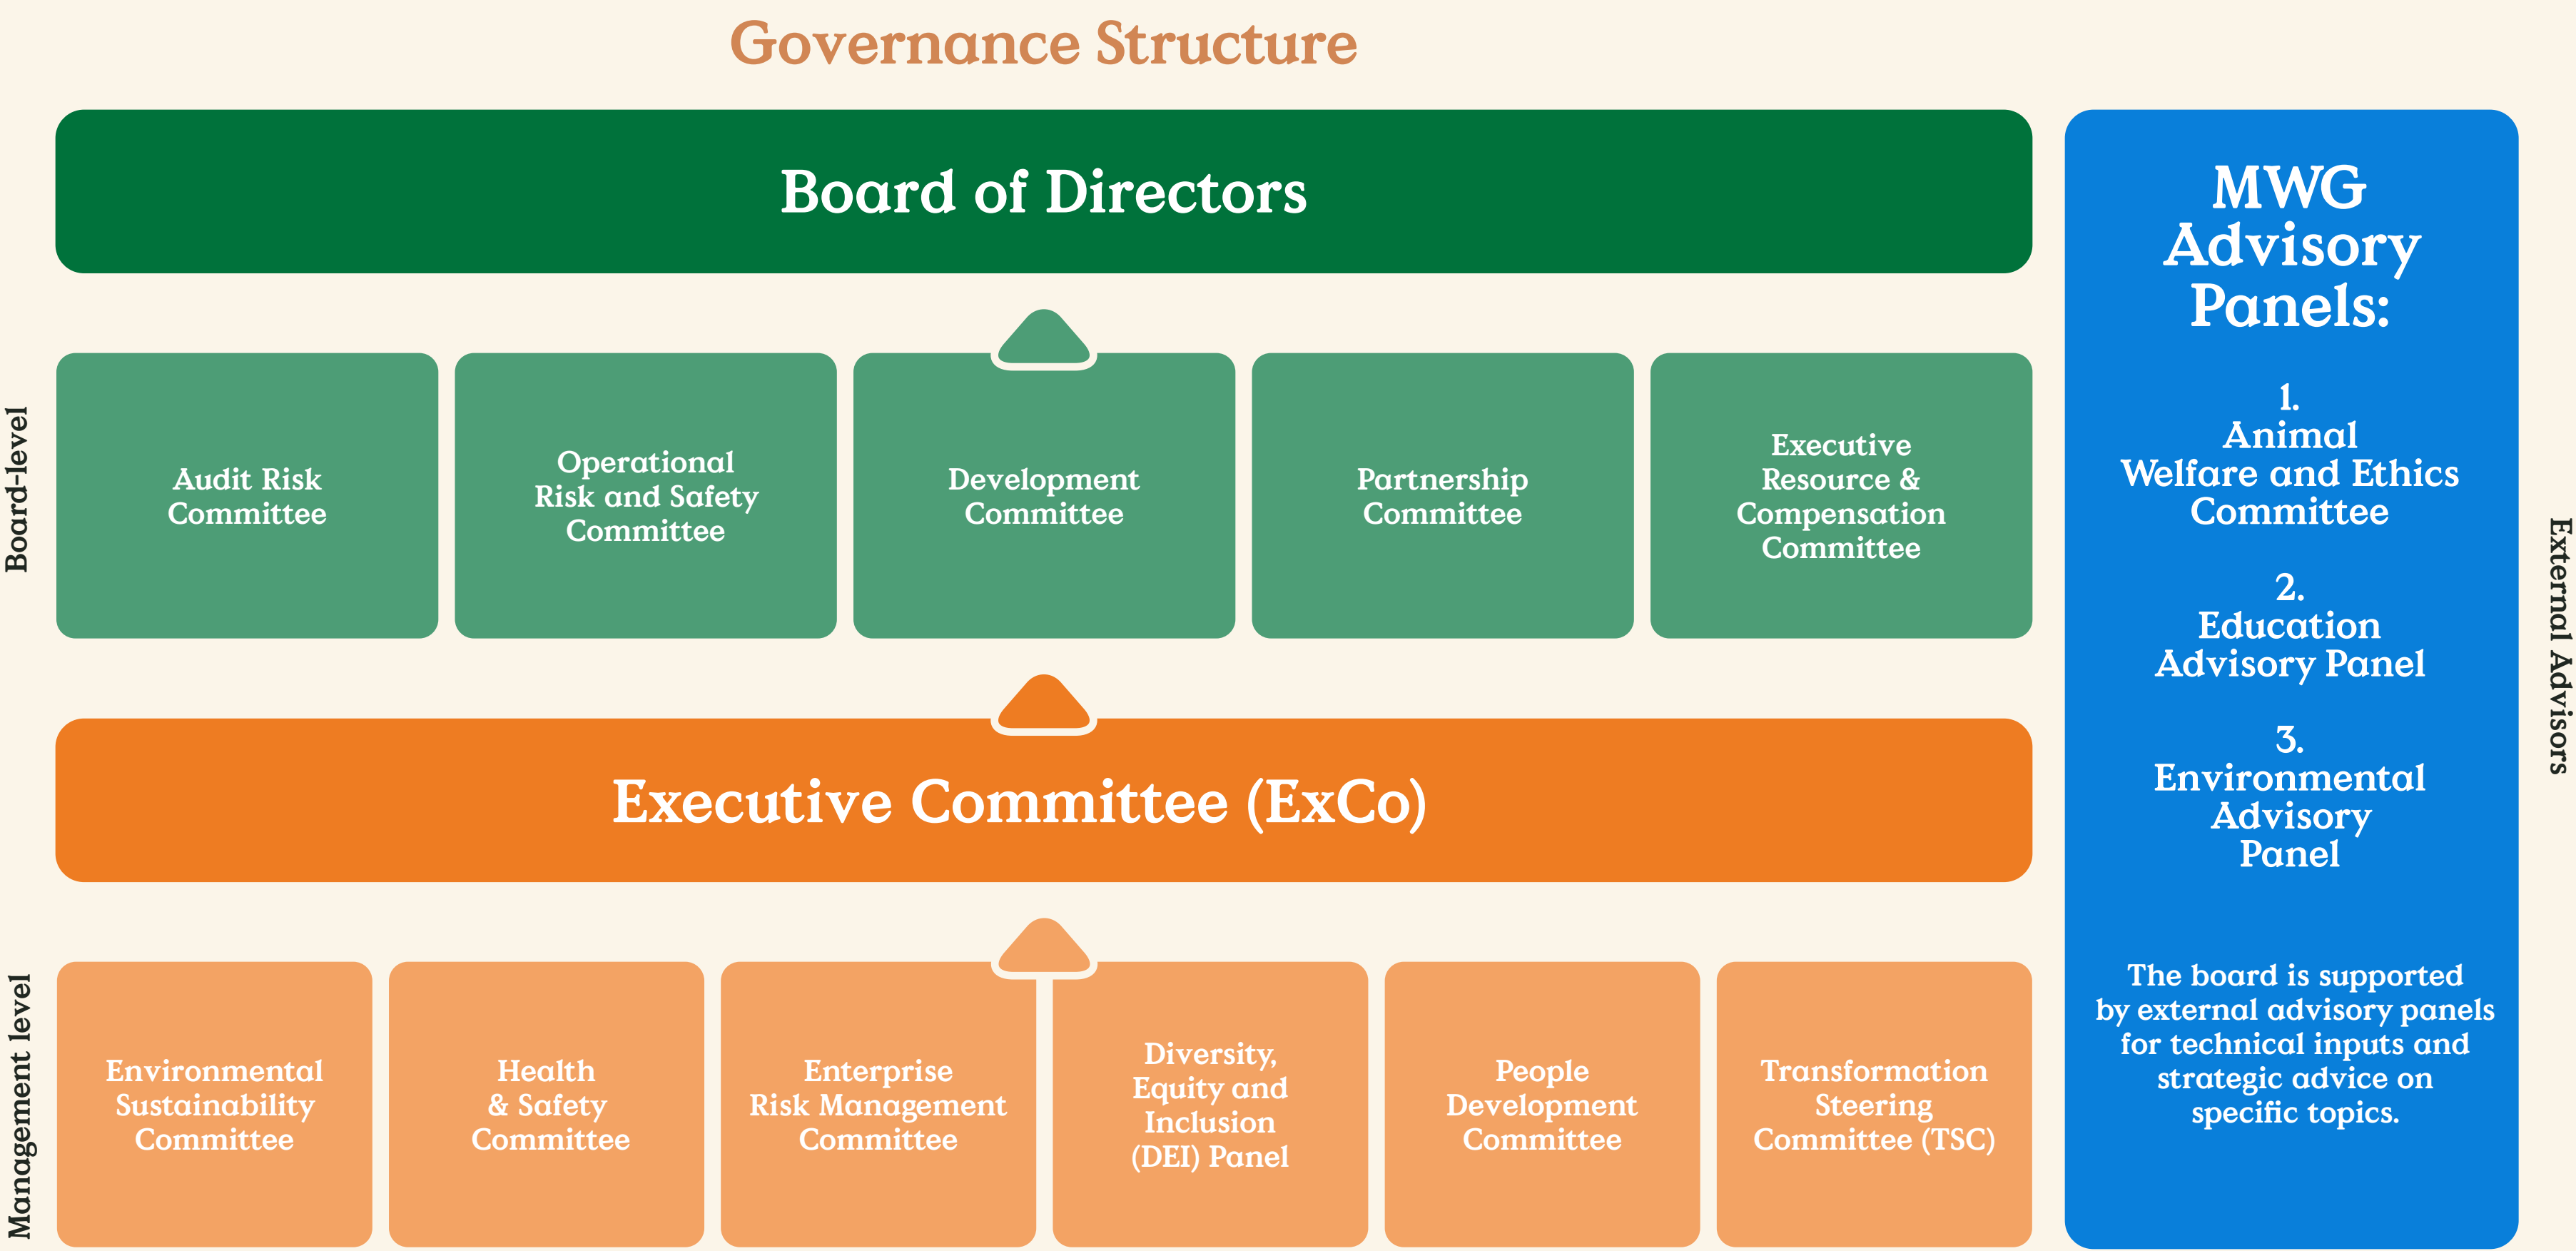 Governance Structure
Board of Directors
Board-level
Audit Risk
Committee
Operational
Risk and Safety
Committee
Development
Committee
Partnership
Committee
Executive
Resource &
Compensation
Committee
Executive Committee (ExCo)
Management level
Environmental
Sustainability
Committee
Health
& Safety
Committee
Enterprise
Risk Management
Committee
Diversity,
Equity and
Inclusion
(DEI) Panel
People
Development
Committee
Transformation
Steering
Committee (TSC)
MWG
Advisory
Panels:
1.
Animal
Welfare and Ethics
Committee
2.
Education
Advisory Panel
3.
Environmental
Advisory
Panel
The board is supported
by external advisory panels
for technical inputs and
strategic advice on
specific topics.
External Advisors